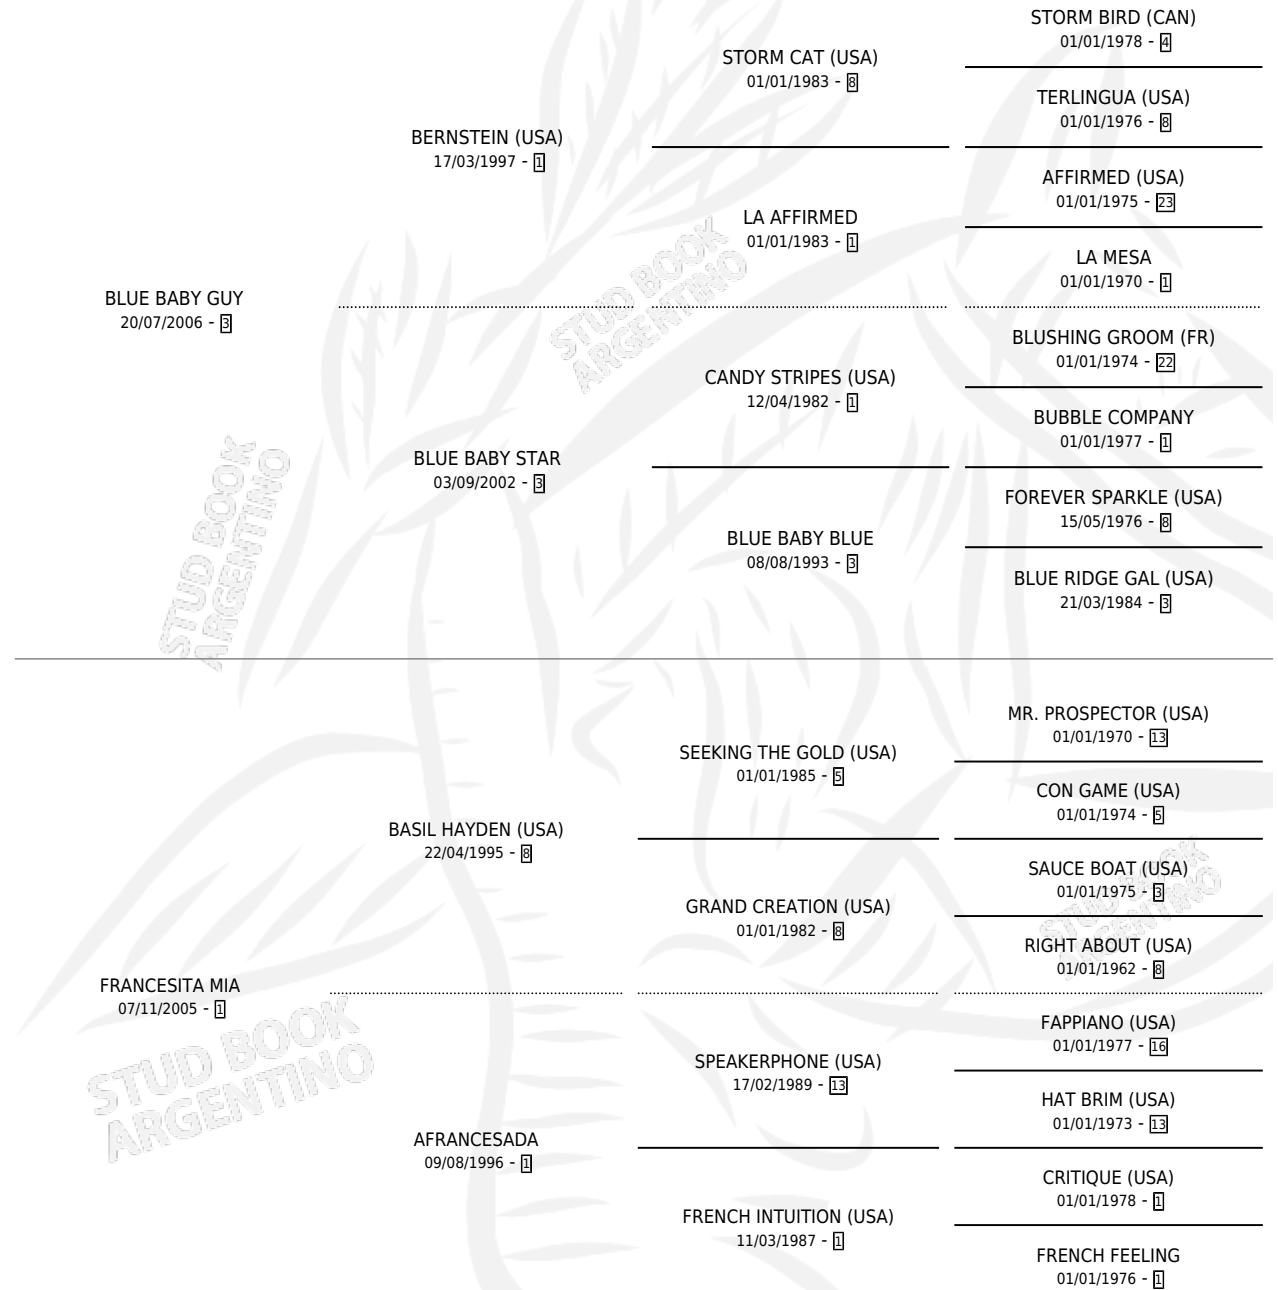 STORM BIRD (CAN)
01/01/1978 - 4
STORM CAT (USA)
01/01/1983 - 8
TERLINGUA (USA)
01/01/1976 - 8
BERNSTEIN (USA)
17/03/1997 - 1
AFFIRMED (USA)
01/01/1975 - 23
LA AFFIRMED
01/01/1983 - 1
LA MESA
01/01/1970 - 1
BLUE BABY GUY
20/07/2006 - 3
STUD BOOK
ARGENTINO
BLUSHING GROOM (FR)
01/01/1974 - 22
CANDY STRIPES (USA)
12/04/1982 - 1
BUBBLE COMPANY
01/01/1977 - 1
BLUE BABY STAR
03/09/2002 - 3
FOREVER SPARKLE (USA)
15/05/1976 - 8
BLUE BABY BLUE
08/08/1993 - 3
BLUE RIDGE GAL (USA)
21/03/1984 - 3
STUD BOOK
ARGENTINO
MR. PROSPECTOR (USA)
01/01/1970 - 13
SEEKING THE GOLD (USA)
01/01/1985 - 5
CON GAME (USA)
01/01/1974 - 5
BASIL HAYDEN (USA)
22/04/1995 - 8
SAUCE BOAT (USA)
01/01/1975 - 3
GRAND CREATION (USA)
01/01/1982 - 8
RIGHT ABOUT (USA)
01/01/1962 - 8
STUD BOOK
ARGENTINO
FRANCESITA MIA
07/11/2005 - 1
FAPPIANO (USA)
01/01/1977 - 16
SPEAKERPHONE (USA)
17/02/1989 - 13
HAT BRIM (USA)
01/01/1973 - 13
STUD BOOK
ARGENTINO
AFRANCESADA
09/08/1996 - 1
CRITIQUE (USA)
01/01/1978 - 1
FRENCH INTUITION (USA)
11/03/1987 - 1
FRENCH FEELING
01/01/1976 - 1